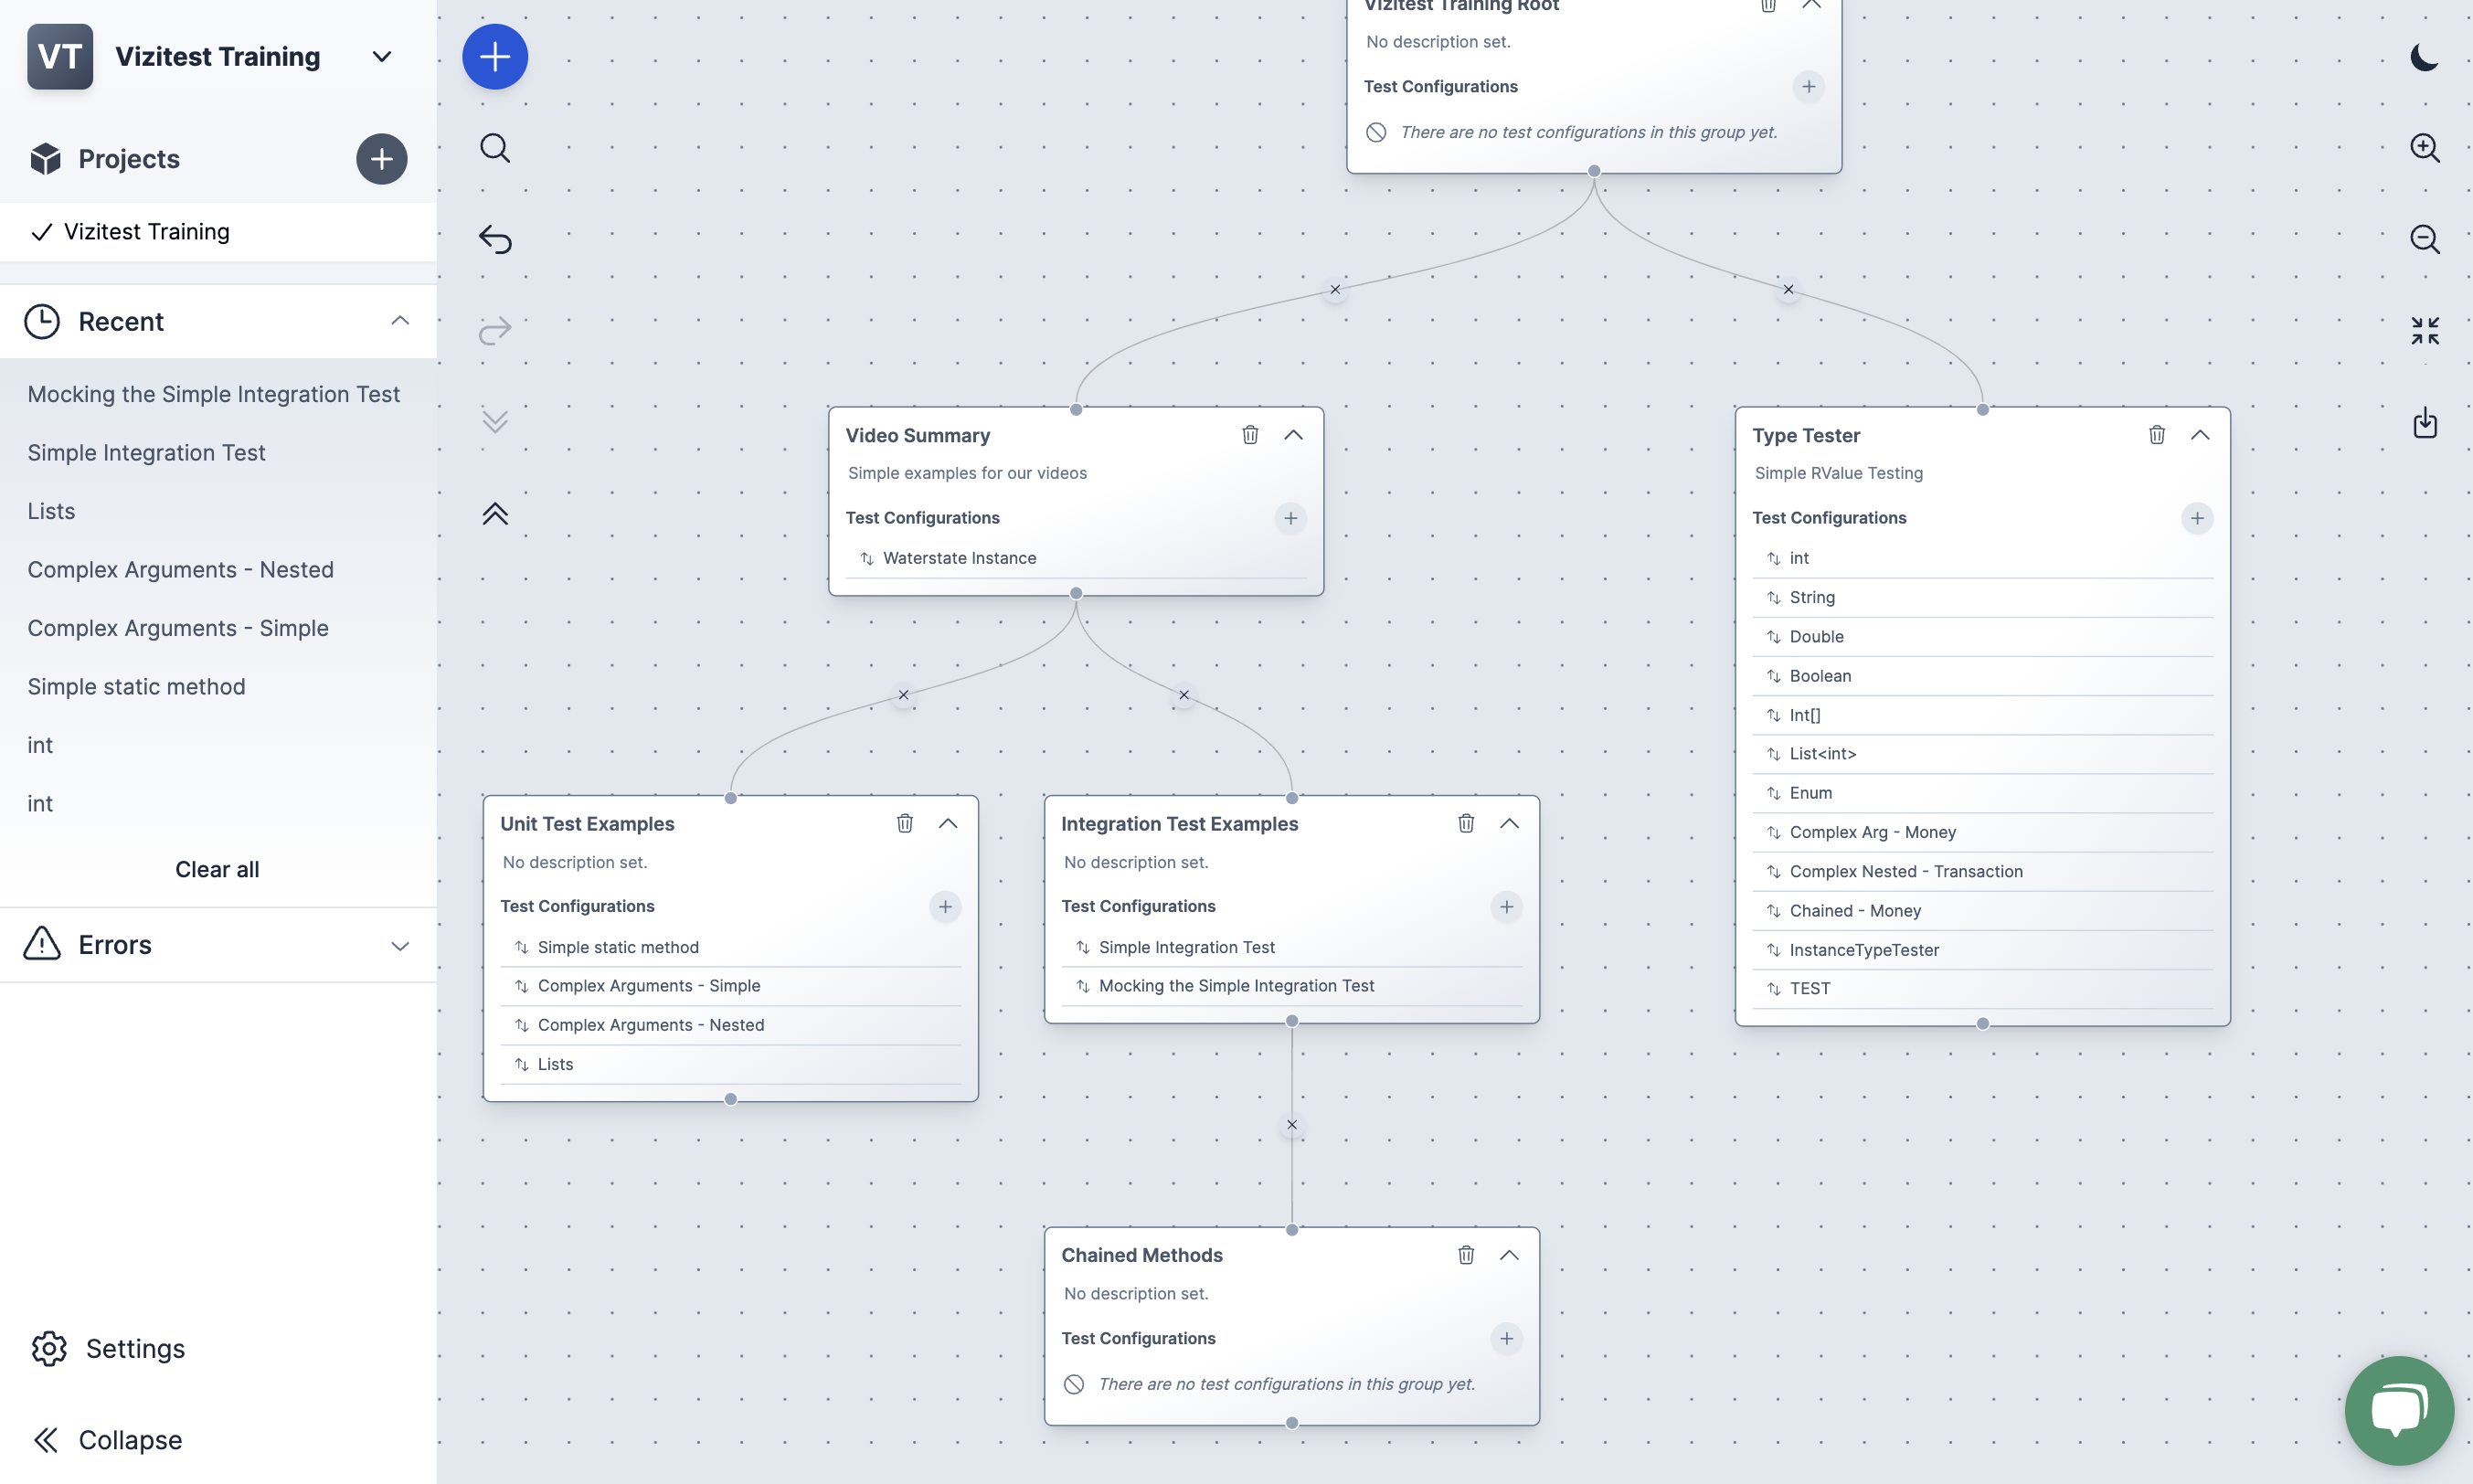 VT
Vizitest Training
Projects
Vizitest Training
Recent
Mocking the Simple Integration Test
Simple Integration Test
Lists
Complex Arguments - Nested
Complex Arguments - Simple
Simple static method
int
int
Clear all
Errors
Settings
Collapse
Vizitest Training Root
No description set.
Test Configurations
There are no test configurations in this group yet.
Video Summary
Simple examples for our videos
Test Configurations
Waterstate Instance
Type Tester
Simple RValue Testing
Test Configurations
int
String
Double
Boolean
Int[]
List<int>
Enum
Complex Arg - Money
Complex Nested - Transaction
Chained - Money
InstanceTypeTester
TEST
Unit Test Examples
No description set.
Test Configurations
Simple static method
Complex Arguments - Simple
Complex Arguments - Nested
Lists
Integration Test Examples
No description set.
Test Configurations
Simple Integration Test
Mocking the Simple Integration Test
Chained Methods
No description set.
Test Configurations
There are no test configurations in this group yet.